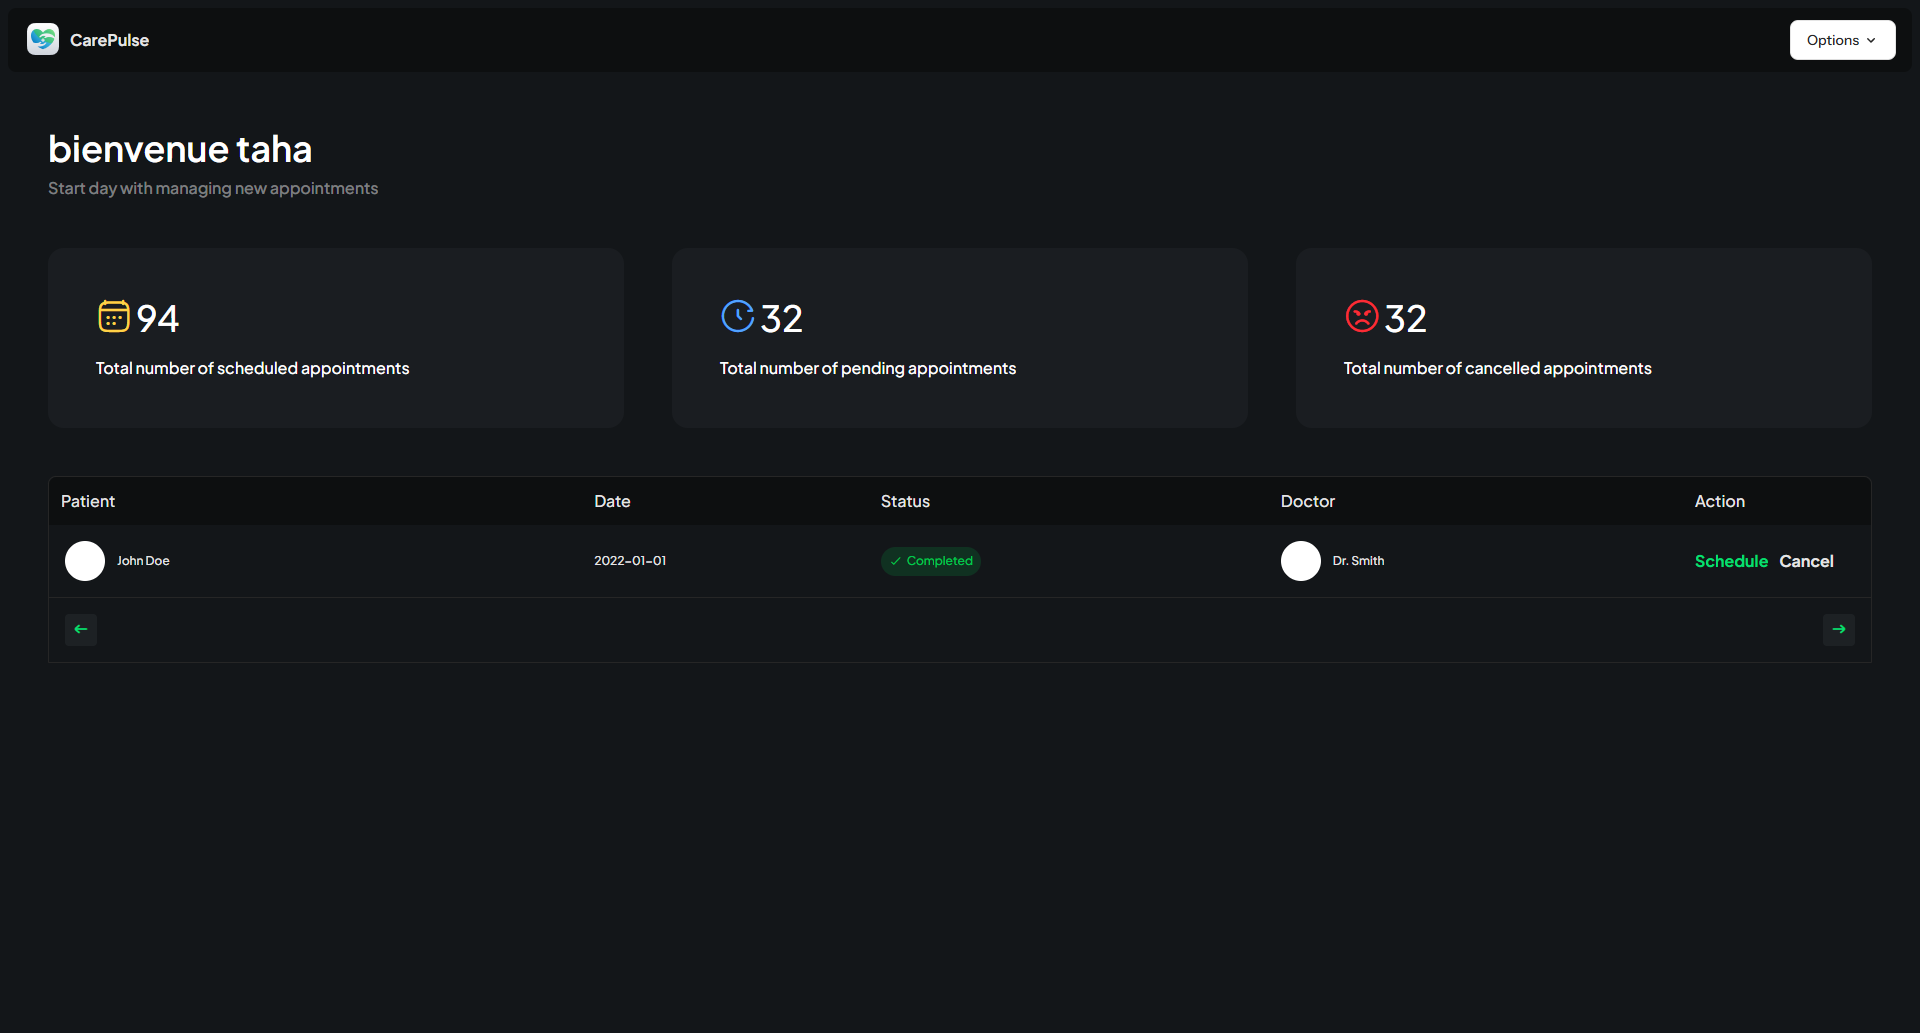 CarePulse
Options
bienvenue taha
Start day with managing new appointments
94
Total number of scheduled appointments
32
Total number of pending appointments
32
Total number of cancelled appointments
Patient Date Status Doctor Action
John Doe 2022-01-01 Completed Dr. Smith Schedule Cancel